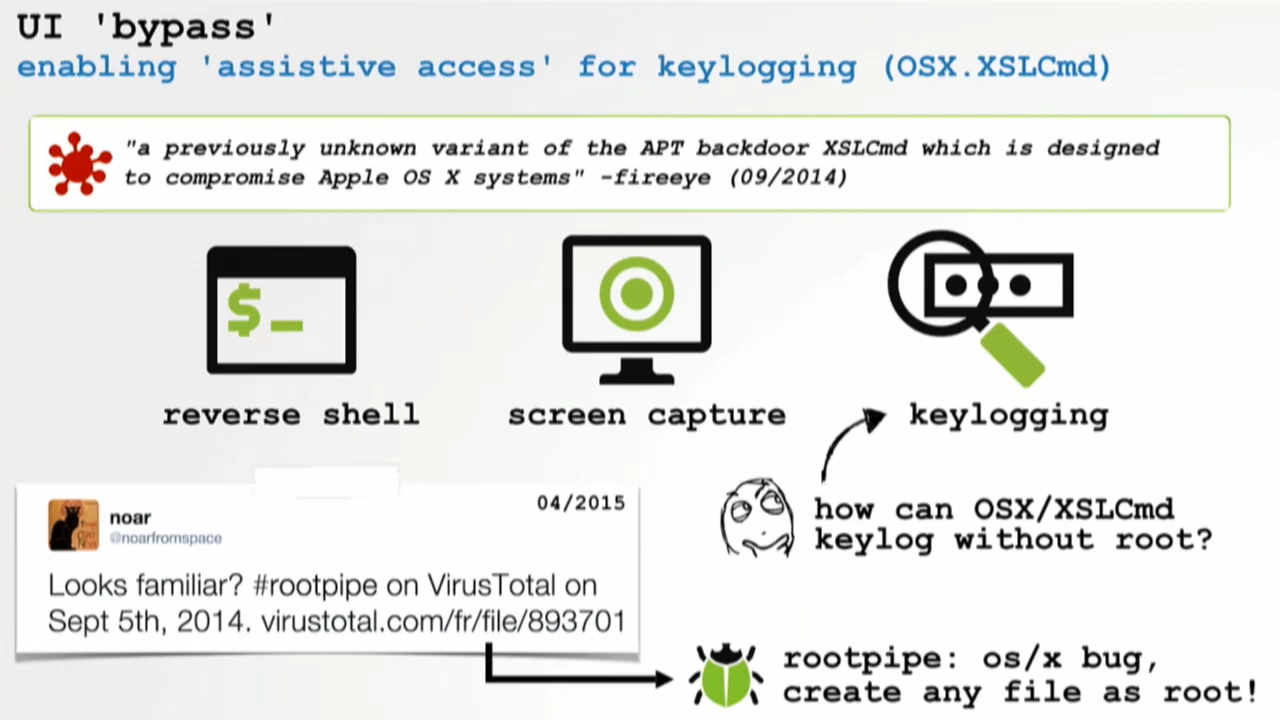 UI 'bypass'
enabling 'assistive access' for keylogging (OSX.XSLCmd)
"a previously unknown variant of the APT backdoor XSLCmd which is designed
to compromise Apple OS X systems" -fireeye (09/2014)
$_
reverse shell
screen capture
keylogging
04/2015
noar
@noarfromspace
Looks familiar? #rootpipe on VirusTotal on
Sept 5th, 2014. virustotal.com/fr/file/893701
how can OSX/XSLCmd
keylog without root?
rootpipe: os/x bug,
create any file as root!